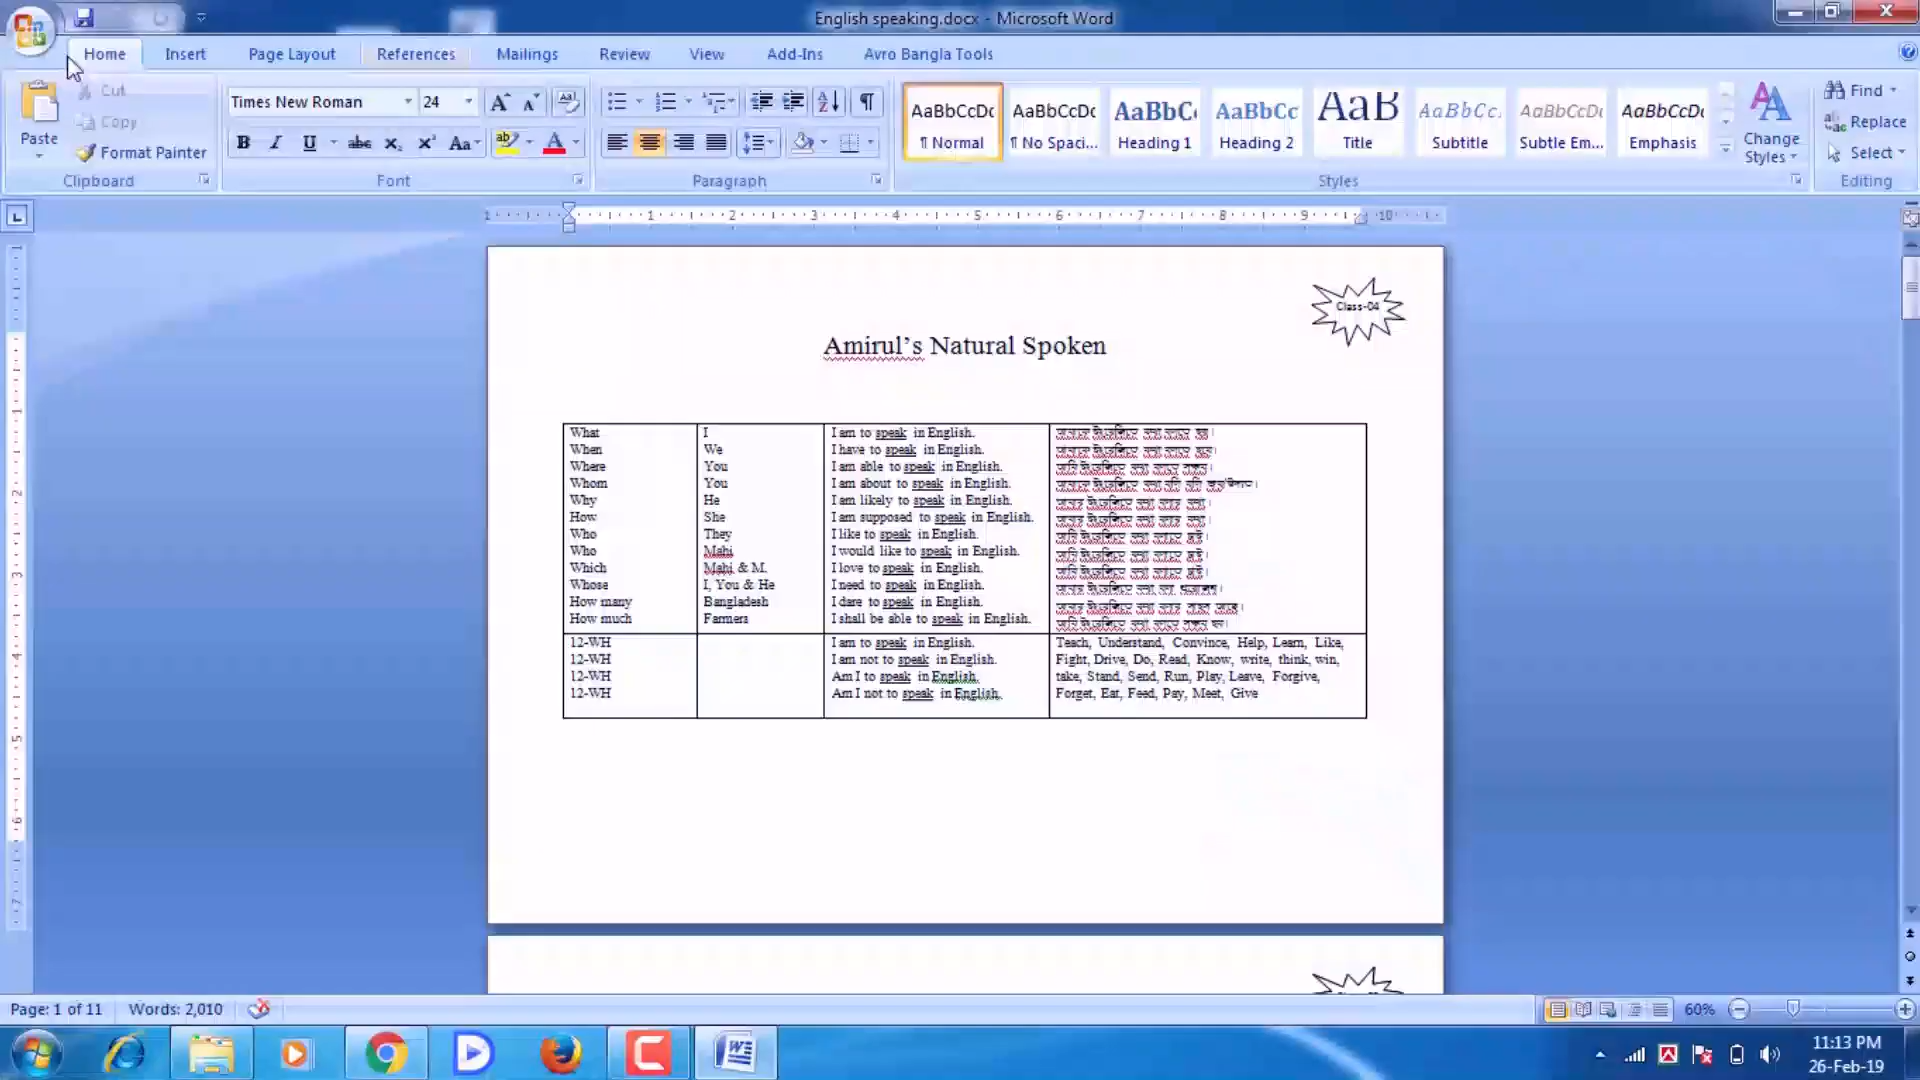 English speaking.docx - Microsoft Word
Home Insert Page Layout References Mailings Review View Add-Ins Avro Bangla Tools
Paste
Cut
Copy
Format Painter
Clipboard
Times New Roman 24
Font
Paragraph
AaBbCcDc AaBbCcDc AaBbC AaBbCc AaB AaBbCc. AaBbCcDc AaBbCcDc
¶ Normal ¶ No Spaci... Heading 1 Heading 2 Title Subtitle Subtle Em... Emphasis
Change Styles
Styles
Find
Replace
Select
Editing
Class-04
Amirul's Natural Spoken
What I I am to speak in English.
When We I have to speak in English.
Where You I am able to speak in English.
Whom You I am about to speak in English.
Why He I am likely to speak in English.
How She I am supposed to speak in English.
Who They I like to speak in English.
Who Mahi I would like to speak in English.
Which Mahi & M. I love to speak in English.
Whose I, You & He I need to speak in English.
How many Bangladesh I dare to speak in English.
How much Farmers I shall be able to speak in English.
12-WH I am to speak in English. Teach, Understand, Convince, Help, Learn, Like,
12-WH I am not to speak in English. Fight, Drive, Do, Read, Know, write, think, win,
12-WH Am I to speak in English. take, Stand, Send, Run, Play, Leave, Forgive,
12-WH Am I not to speak in English. Forget, Eat, Feed, Pay, Meet, Give
Page: 1 of 11 Words: 2,010 60%
11:13 PM
26-Feb-19